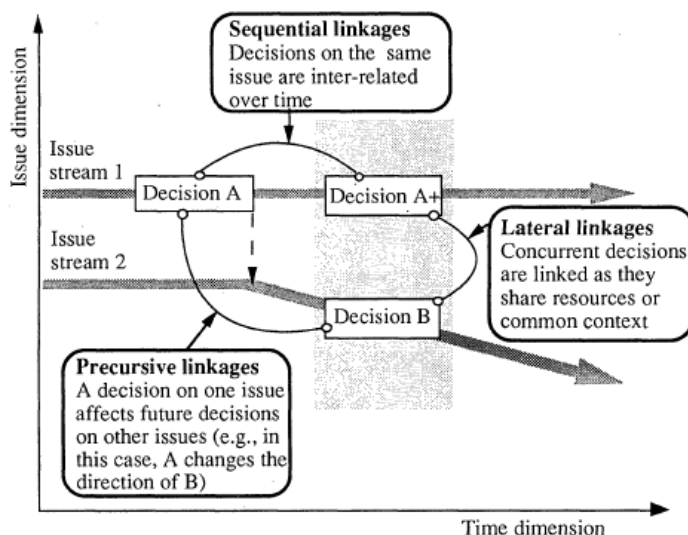 Sequential linkages
Decisions on the same
issue are inter-related
over time
Issue dimension
Issue
stream 1
Decision A
Decision A+
Issue
stream 2
Lateral linkages
Concurrent decisions
are linked as they
share resources or
common context
Decision B
Precursive linkages
A decision on one issue
affects future decisions
on other issues (e.g., in
this case, A changes the
direction of B)
Time dimension